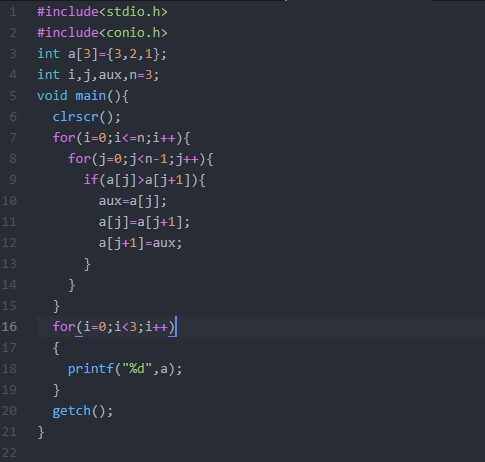 1 #include<stdio.h>
2 #include<conio.h>
3 int a[3]={3,2,1};
4 int i,j,aux,n=3;
5 void main(){
6   clrscr();
7   for(i=0;i<=n;i++){
8     for(j=0;j<n-1;j++){
9       if(a[j]>a[j+1]){
10         aux=a[j];
11         a[j]=a[j+1];
12         a[j+1]=aux;
13       }
14     }
15   }
16   for(i=0;i<3;i++)
17   {
18     printf("%d",a);
19   }
20   getch();
21 }
22